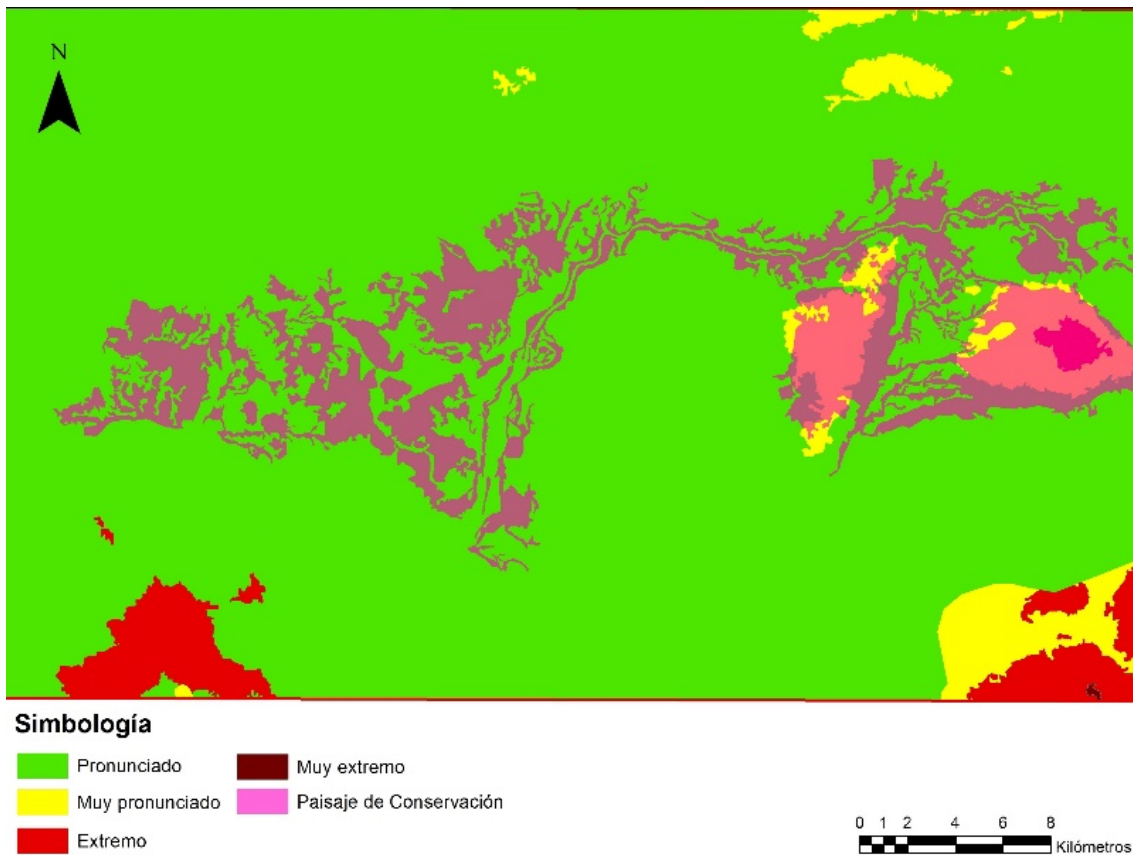 N
Simbología
Pronunciado
Muy pronunciado
Extremo
Muy extremo
Paisaje de Conservación
0 1 2 4 6 8
Kilómetros